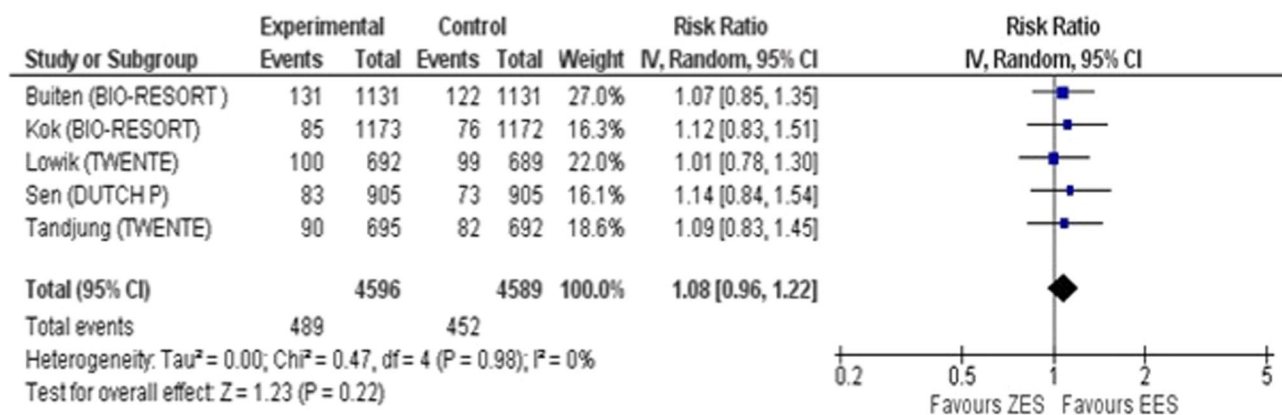 Experimental Control Risk Ratio Risk Ratio
Study or Subgroup Events Total Events Total Weight IV, Random, 95% CI IV, Random, 95% CI
Buiten (BIO-RESORT ) 131 1131 122 1131 27.0% 1.07 [0.85, 1.35]
Kok (BIO-RESORT) 85 1173 76 1172 16.3% 1.12 [0.83, 1.51]
Lowik (TWENTE) 100 692 99 689 22.0% 1.01 [0.78, 1.30]
Sen (DUTCH P) 83 905 73 905 16.1% 1.14 [0.84, 1.54]
Tandjung (TWENTE) 90 695 82 692 18.6% 1.09 [0.83, 1.45]
Total (95% CI) 4596 4589 100.0% 1.08 [0.96, 1.22]
Total events 489 452
Heterogeneity: Tau² = 0.00; Chi² = 0.47, df = 4 (P = 0.98); I² = 0%
Test for overall effect: Z = 1.23 (P = 0.22)
0.2 0.5 1 2 5
Favours ZES Favours EES